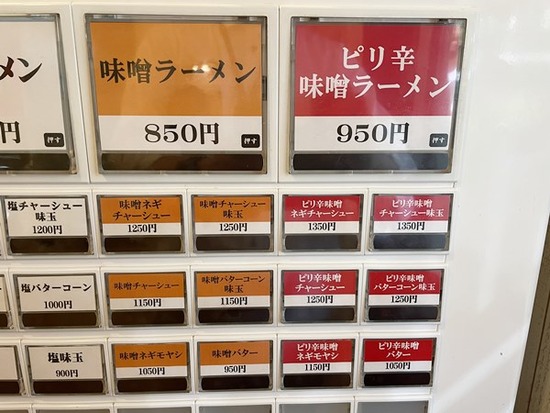 メン
円
押す
味噌ラーメン
850円
押す
ピリ辛
味噌ラーメン
950円
押す
塩チャーシュー
味玉
1200円
味噌ネギ
チャーシュー
1250円
味噌チャーシュー
味玉
1250円
ピリ辛味噌
ネギチャーシュー
1350円
ピリ辛味噌
チャーシュー味玉
1350円
塩バターコーン
1000円
味噌チャーシュー
1150円
味噌バターコーン
味玉
1150円
ピリ辛味噌
チャーシュー
1250円
ピリ辛味噌
バターコーン味玉
1250円
塩味玉
900円
味噌ネギモヤシ
1050円
味噌バター
950円
ピリ辛味噌
ネギモヤシ
1150円
ピリ辛味噌
バター
1050円